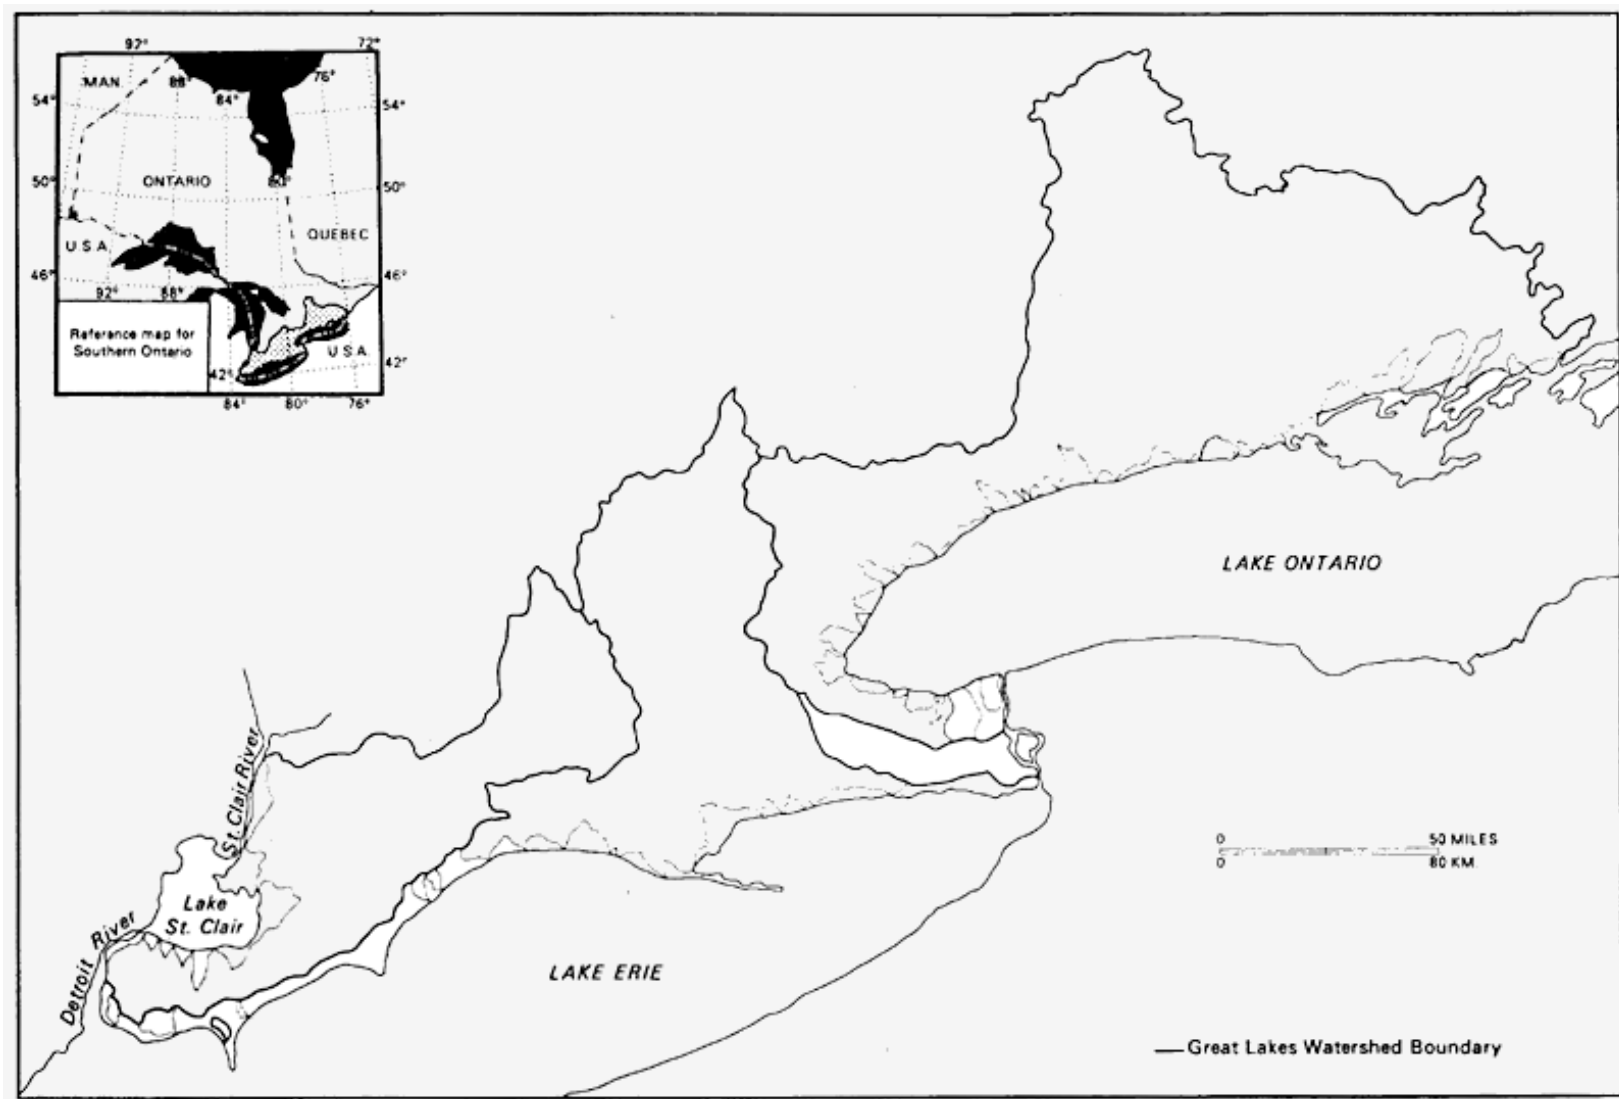 92°
72°
MAN.
88°
76°
54°
84°
54°
50°
ONTARIO
80°
50°
U.S.A.
QUEBEC
46°
92°
88°
46°
Reference map for
Southern Ontario
U.S.A.
42°
42°
84°
80°
76°
LAKE ONTARIO
St. Clair River
0
50 MILES
0
80 KM.
Lake
St. Clair
Detroit River
LAKE ERIE
Great Lakes Watershed Boundary